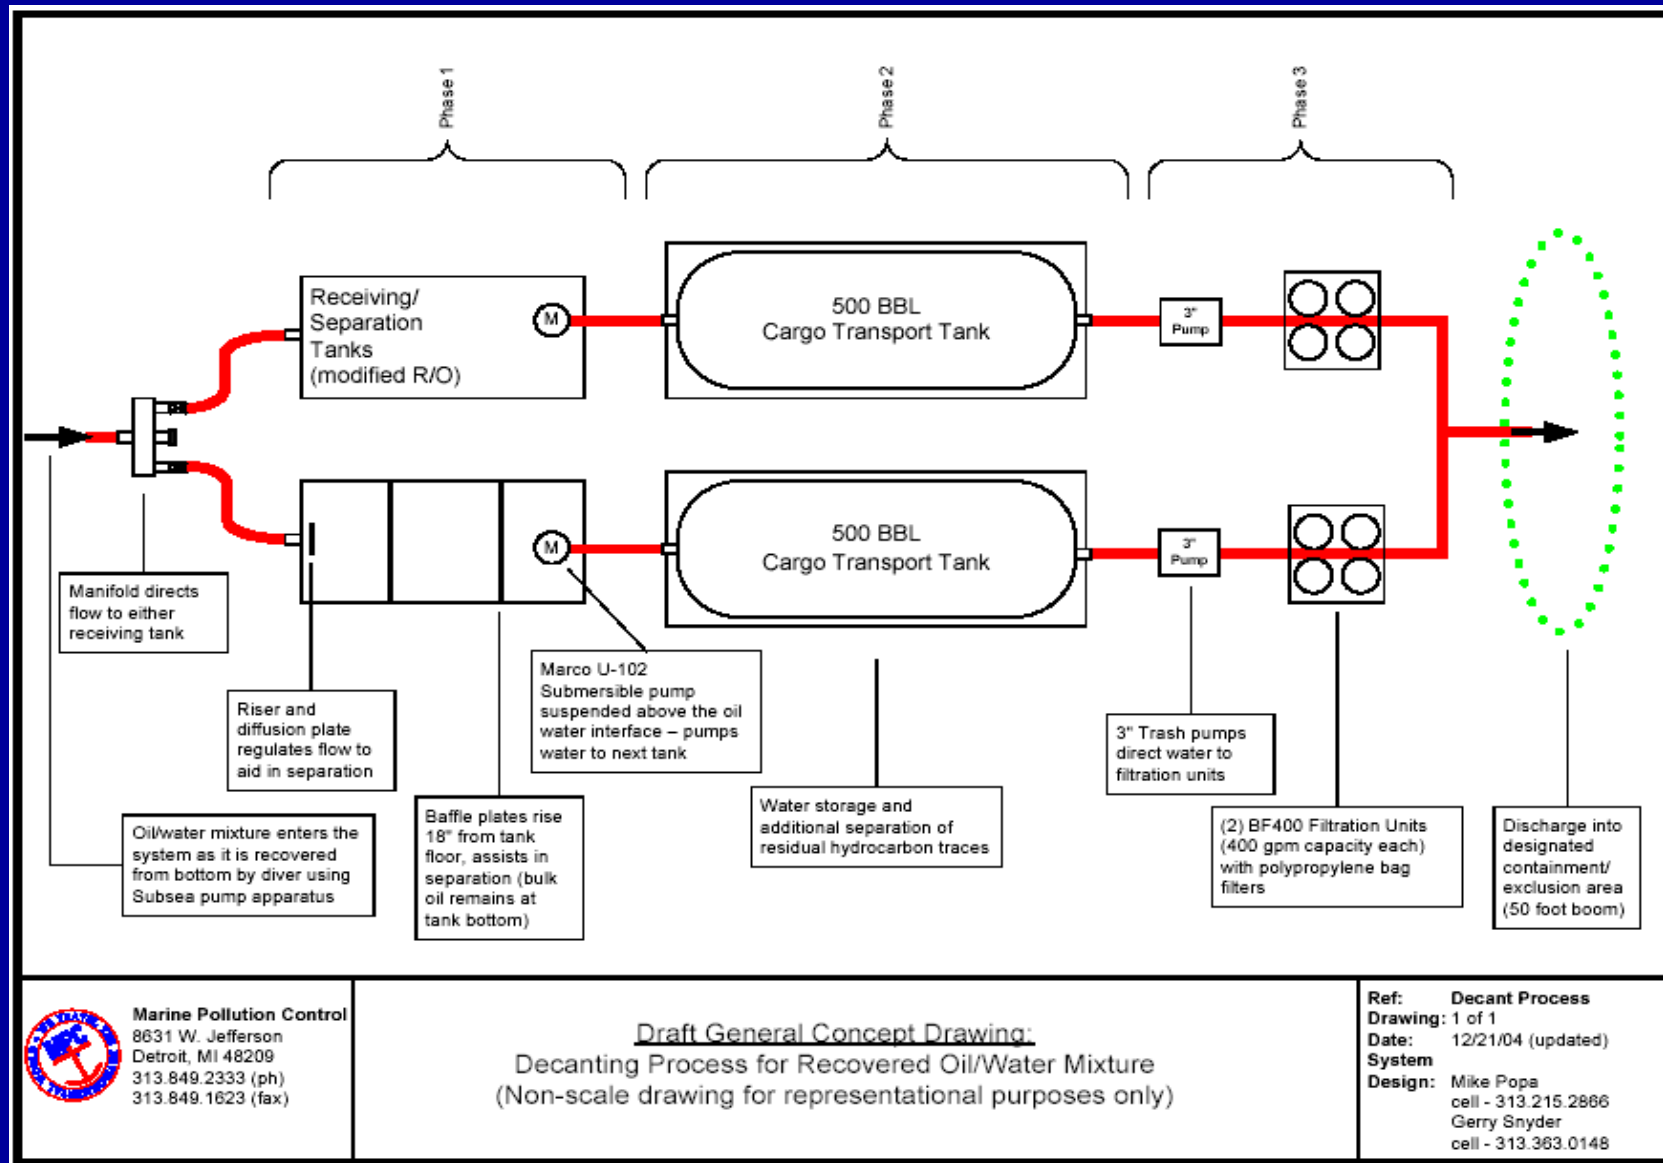 Phase 1
Phase 2
Phase 3
Receiving/
Separation
Tanks
(modified R/O)
M
500 BBL
Cargo Transport Tank
3"
Pump
M
500 BBL
Cargo Transport Tank
3"
Pump
Manifold directs
flow to either
receiving tank
Riser and
diffusion plate
regulates flow to
aid in separation
Oil/water mixture enters the
system as it is recovered
from bottom by diver using
Subsea pump apparatus
Baffle plates rise
18" from tank
floor, assists in
separation (bulk
oil remains at
tank bottom)
Marco U-102
Submersible pump
suspended above the oil
water interface – pumps
water to next tank
Water storage and
additional separation of
residual hydrocarbon traces
3" Trash pumps
direct water to
filtration units
(2) BF400 Filtration Units
(400 gpm capacity each)
with polypropylene bag
filters
Discharge into
designated
containment/
exclusion area
(50 foot boom)
MPC
Marine Pollution Control
8631 W. Jefferson
Detroit, MI 48209
313.849.2333 (ph)
313.849.1623 (fax)
Draft General Concept Drawing:
Decanting Process for Recovered Oil/Water Mixture
(Non-scale drawing for representational purposes only)
Ref: Decant Process
Drawing: 1 of 1
Date: 12/21/04 (updated)
System
Design: Mike Popa
cell - 313.215.2866
Gerry Snyder
cell - 313.363.0148